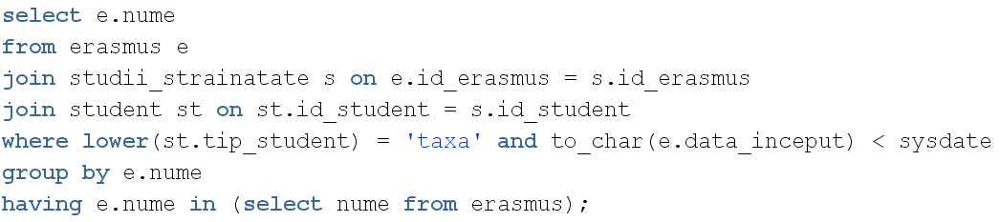 select e.nume
from erasmus e
join studii_strainatate s on e.id_erasmus = s.id_erasmus
join student st on st.id_student = s.id_student
where lower(st.tip_student) = 'taxa' and to_char(e.data_inceput) < sysdate
group by e.nume
having e.nume in (select nume from erasmus);